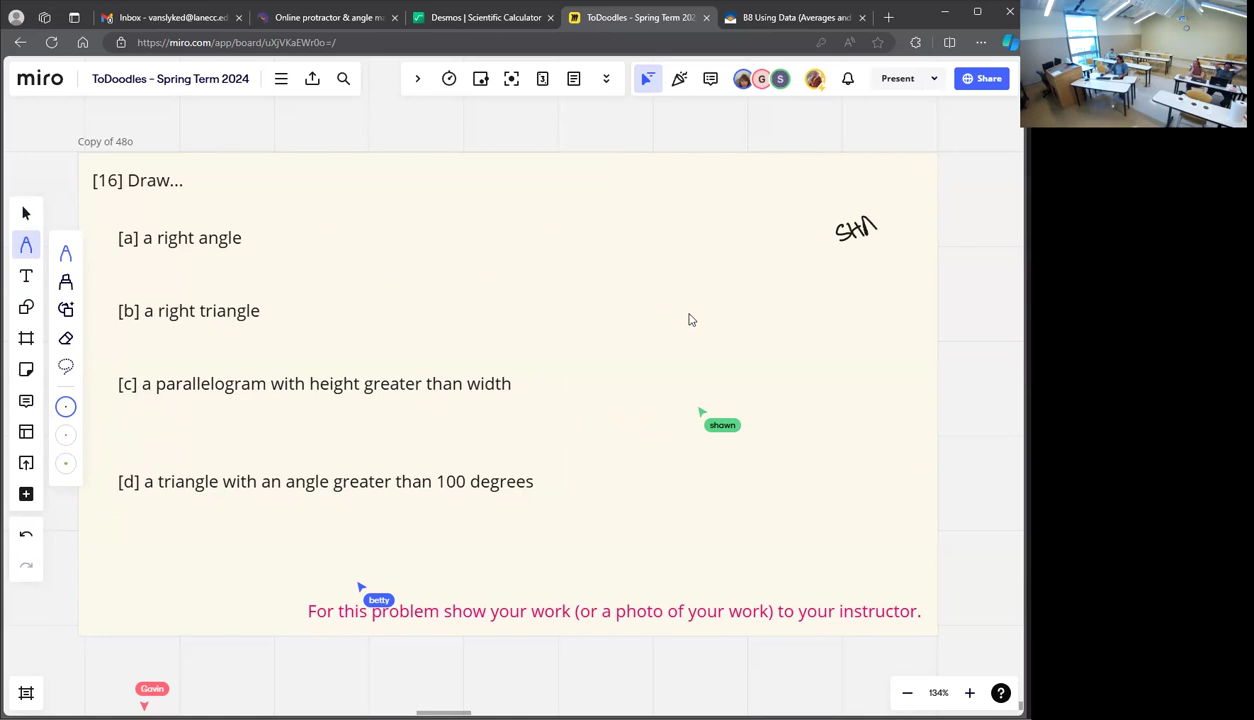 Inbox - vanslyked@lanecc.ed
Online protractor & angle m
Desmos | Scientific Calculator
ToDoodles - Spring Term 202
B8 Using Data (Averages and
https://miro.com/app/board/uXjVKaEWr0o=/
miro
ToDoodles - Spring Term 2024
3
G
S
Present
Share
Copy of 48o
[16] Draw...
[a] a right angle
SHA
[b] a right triangle
[c] a parallelogram with height greater than width
shawn
[d] a triangle with an angle greater than 100 degrees
betty
For this problem show your work (or a photo of your work) to your instructor.
Gavin
134%